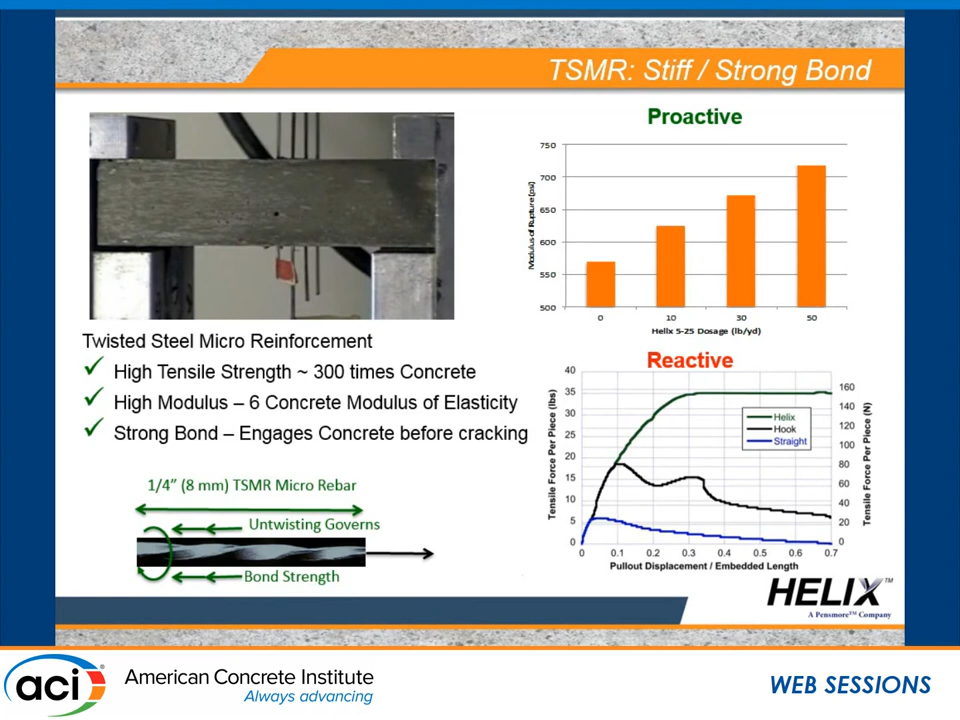 TSMR: Stiff / Strong Bond
Proactive
750
700
650
600
550
500
Modulus of Rupture (psi)
0 10 30 50
Helix 5-25 Dosage (lb/yd)
Twisted Steel Micro Reinforcement
✓ High Tensile Strength ~ 300 times Concrete
✓ High Modulus – 6 Concrete Modulus of Elasticity
✓ Strong Bond – Engages Concrete before cracking
1/4” (8 mm) TSMR Micro Rebar
Untwisting Governs
Bond Strength
Reactive
40
35
30
25
20
15
10
5
0
Tensile Force Per Piece (lbs)
Helix
Hook
Straight
160
140
120
100
80
60
40
20
0
Tensile Force Per Piece (N)
0 0.1 0.2 0.3 0.4 0.5 0.6 0.7
Pullout Displacement / Embedded Length
HELIX™
A Pensmore™ Company
aci®
American Concrete Institute
Always advancing
WEB SESSIONS